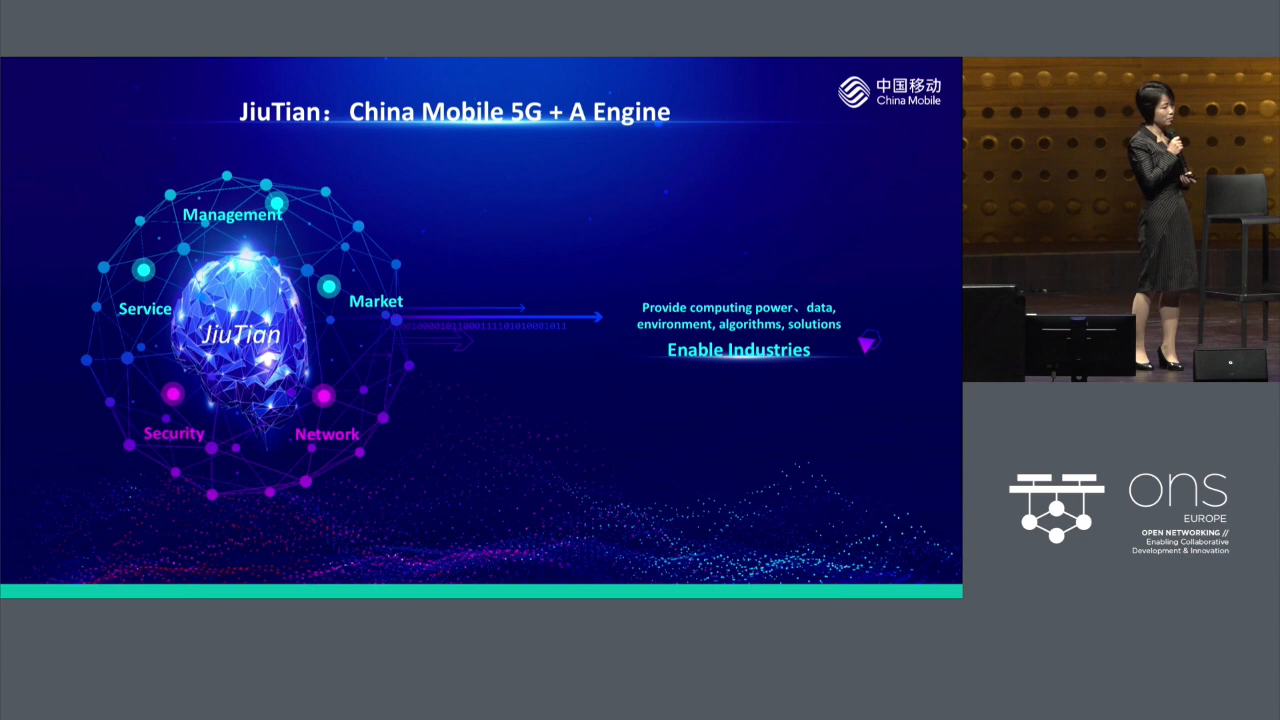 JiuTian： China Mobile 5G + A Engine
中国移动
China Mobile
Management
Service
Market
JiuTian
Security
Network
Provide computing power、data,
environment, algorithms, solutions
Enable Industries
ons
EUROPE
OPEN NETWORKING //
Enabling Collaborative
Development & Innovation